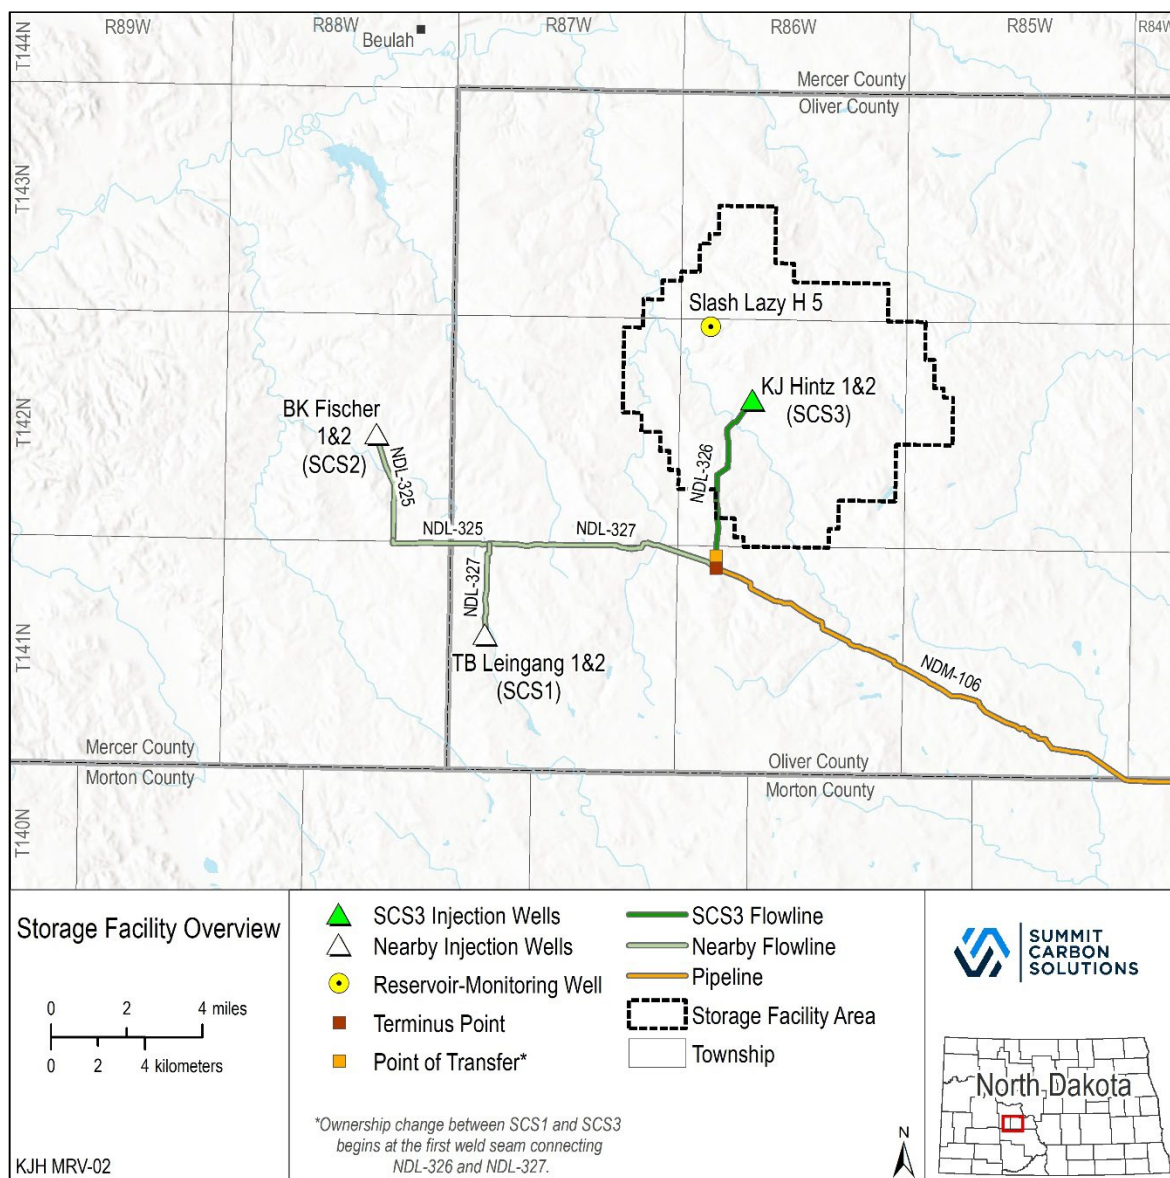 R89W
R88W
R87W
R86W
R85W
R84W
T144N
Beulah
Mercer County
Oliver County
T143N
Slash Lazy H 5
KJ Hintz 1&2
(SCS3)
BK Fischer
1&2
(SCS2)
T142N
NDL-325
NDL-326
NDL-325
NDL-327
NDL-327
TB Leingang 1&2
(SCS1)
T141N
NDM-106
Mercer County
Morton County
Oliver County
Morton County
T140N
Storage Facility Overview
0 2 4 miles
0 2 4 kilometers
KJH MRV-02
SCS3 Injection Wells
Nearby Injection Wells
Reservoir-Monitoring Well
Terminus Point
Point of Transfer*
SCS3 Flowline
Nearby Flowline
Pipeline
Storage Facility Area
Township
*Ownership change between SCS1 and SCS3
begins at the first weld seam connecting
NDL-326 and NDL-327.
N
SUMMIT
CARBON
SOLUTIONS
North Dakota